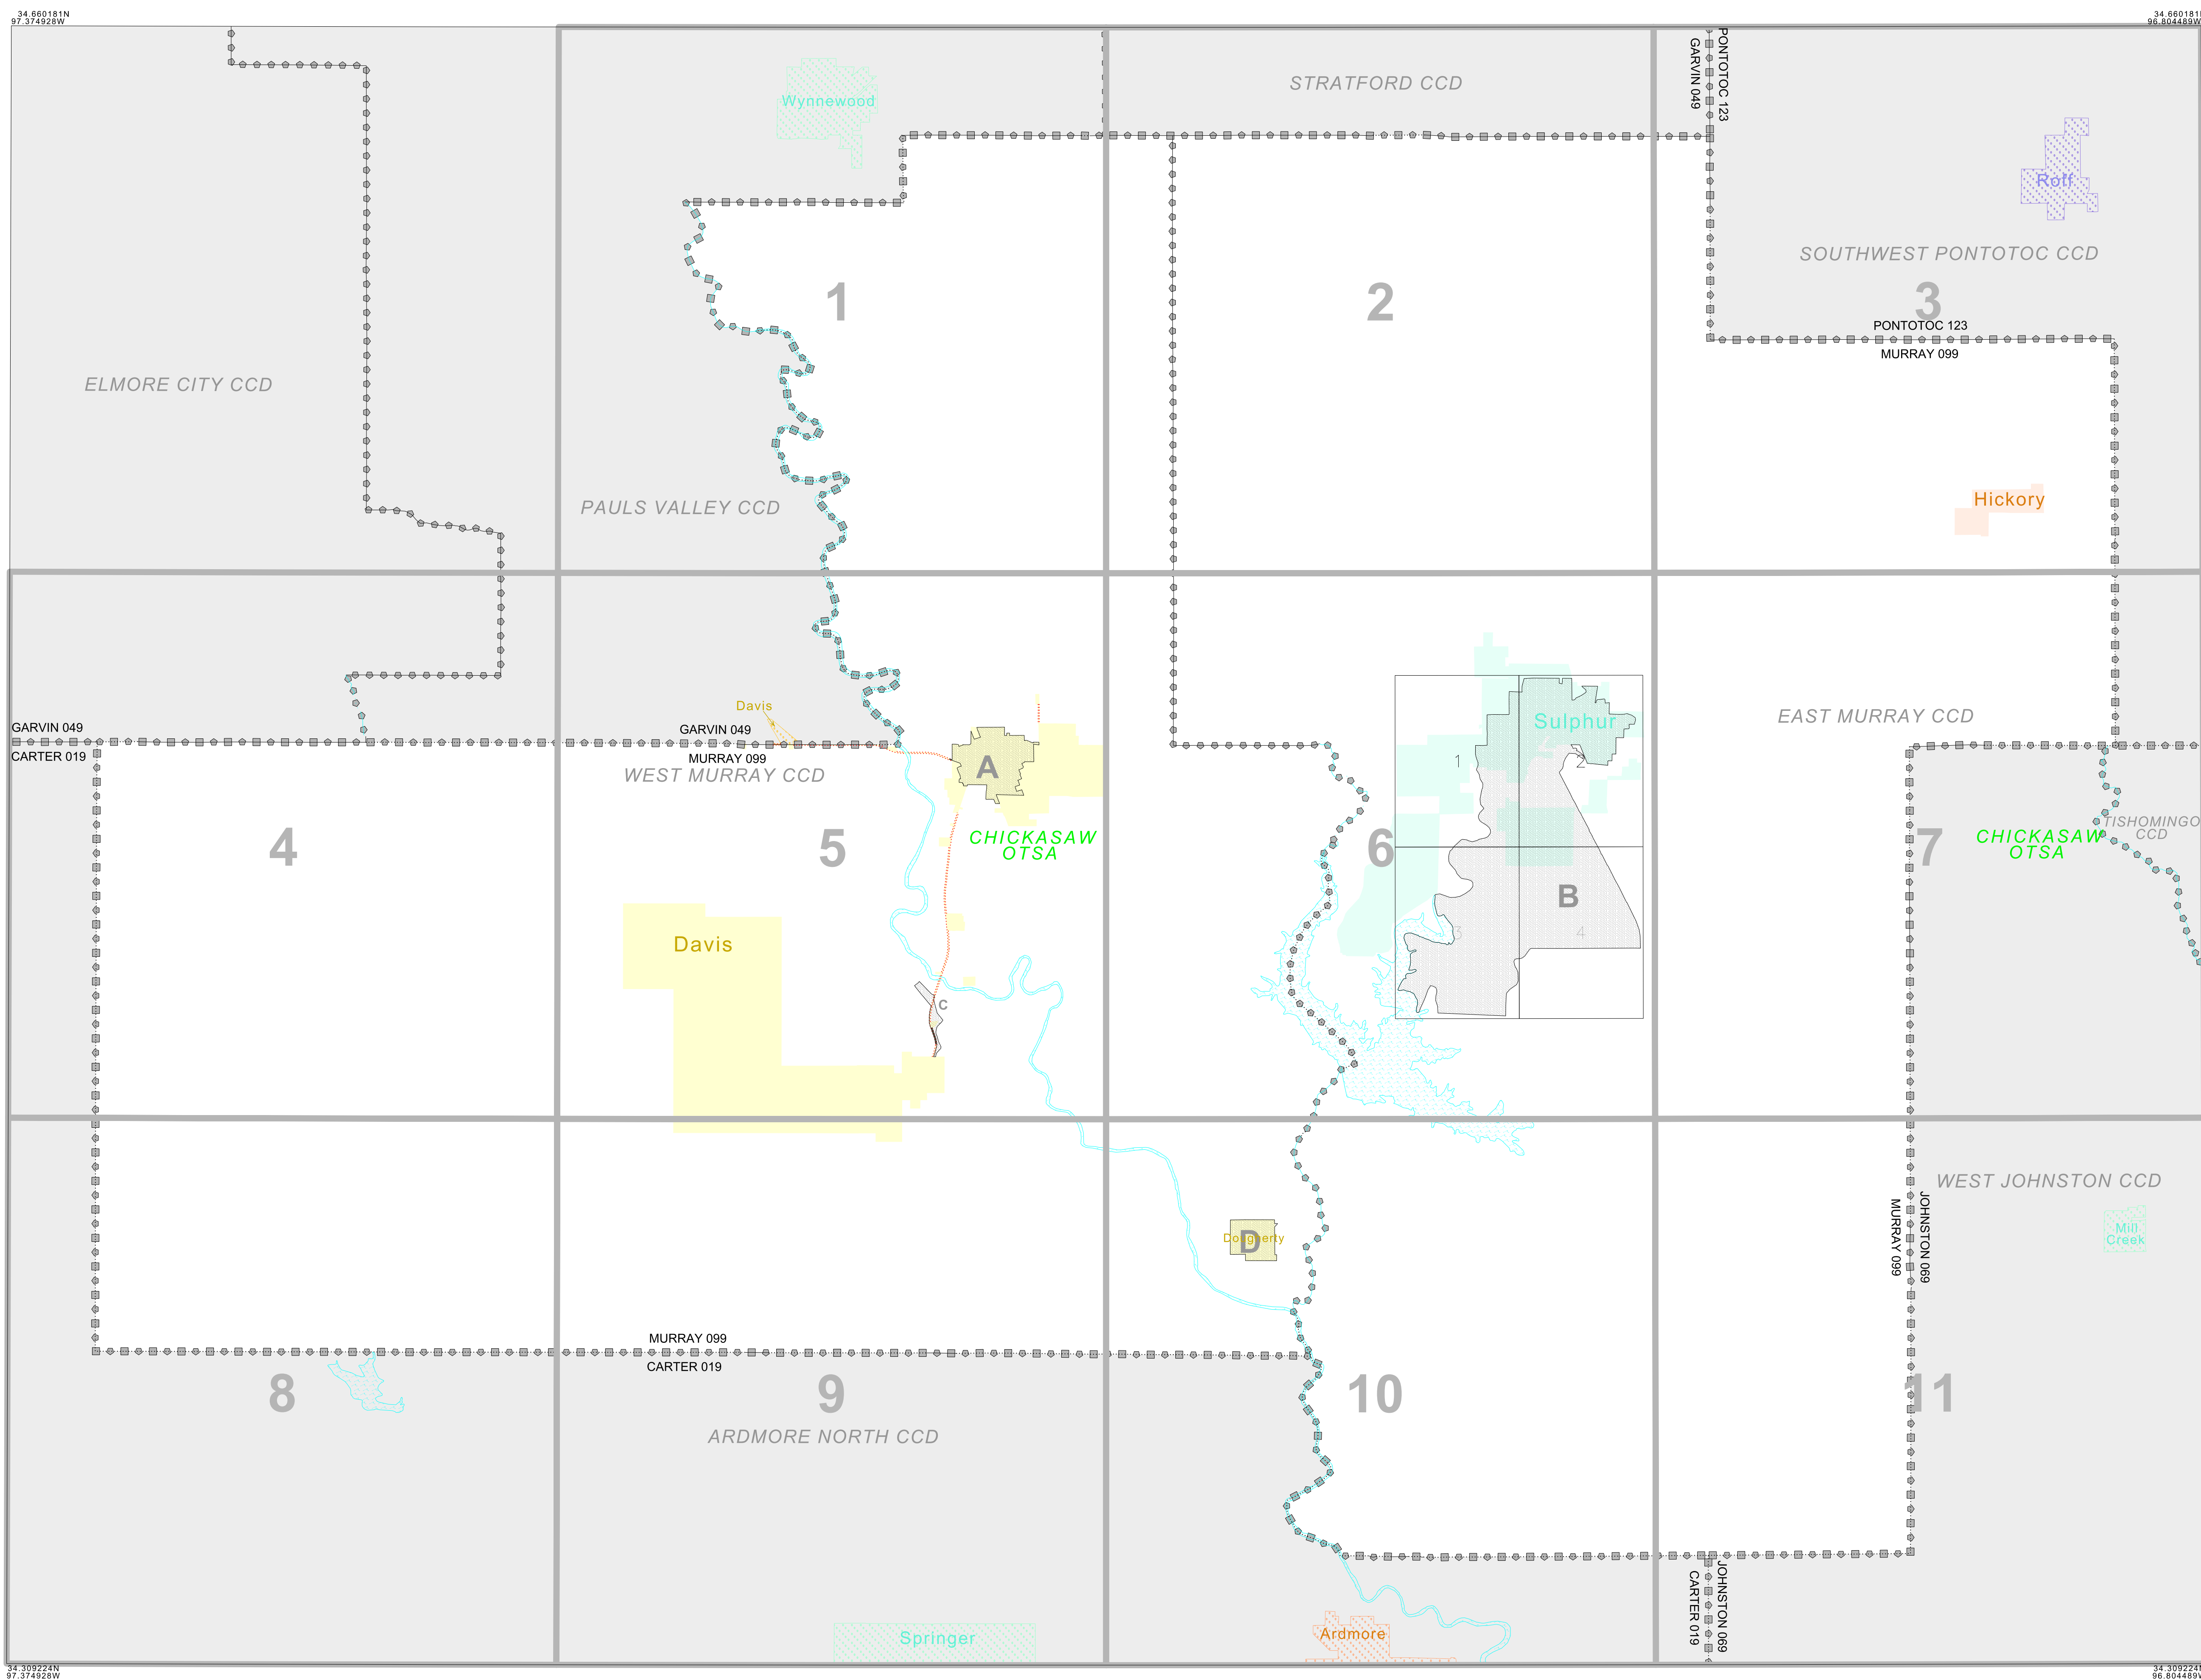 34.660181N
97.374928W
34.660181N
96.804489W
Wynnewood
STRATFORD CCD
GARVIN 049
PONTOTOC 123
Roff
SOUTHWEST PONTOTOC CCD
1
2
3
PONTOTOC 123
MURRAY 099
ELMORE CITY CCD
PAULS VALLEY CCD
Hickory
Davis
GARVIN 049
CARTER 019
GARVIN 049
MURRAY 099
WEST MURRAY CCD
A
Sulphur
1
2
EAST MURRAY CCD
4
5
CHICKASAW
OTSA
6
7
CHICKASAW
OTSA
TISHOMINGO
CCD
B
3
4
Davis
C
WEST JOHNSTON CCD
MURRAY 099
JOHNSTON 069
Mill
Creek
D
Dougherty
MURRAY 099
CARTER 019
8
9
10
11
ARDMORE NORTH CCD
CARTER 019
JOHNSTON 069
Springer
Ardmore
34.309224N
97.374928W
34.309224N
96.804489W